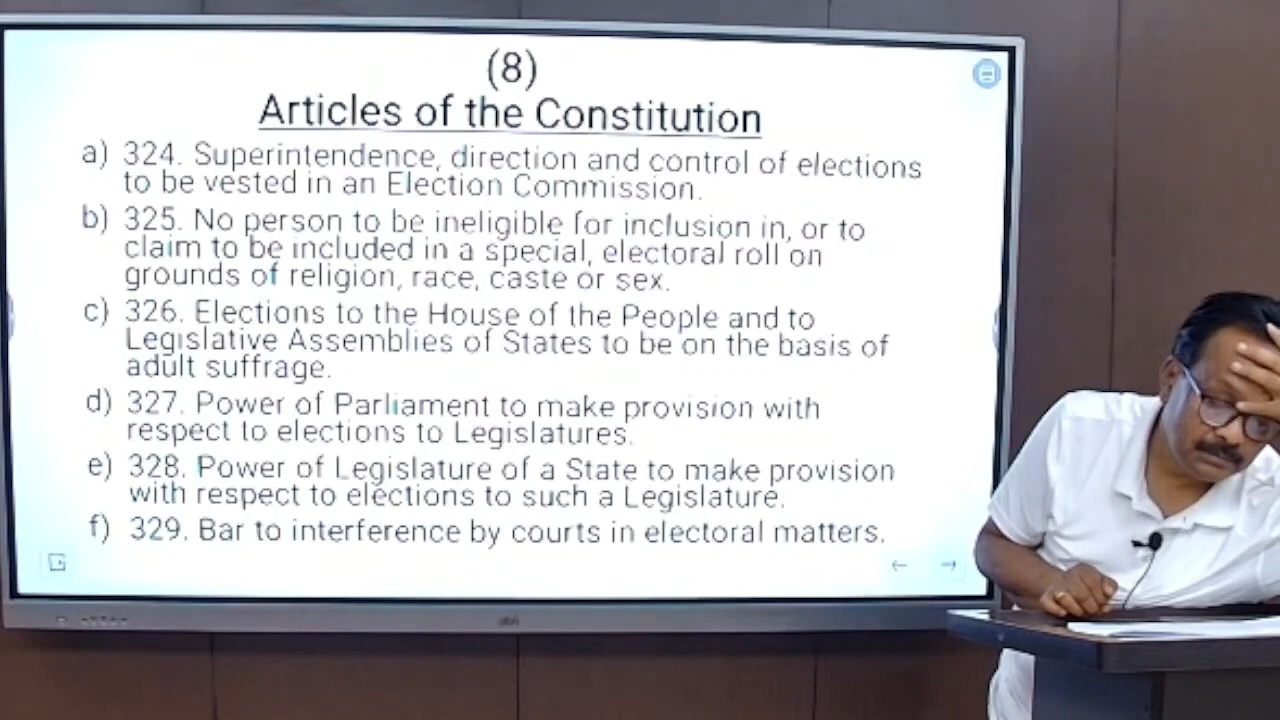 (8)
Articles of the Constitution
a) 324. Superintendence, direction and control of elections
to be vested in an Election Commission.
b) 325. No person to be ineligible for inclusion in, or to
claim to be included in a special, electoral roll on
grounds of religion, race, caste or sex.
c) 326. Elections to the House of the People and to
Legislative Assemblies of States to be on the basis of
adult suffrage.
d) 327. Power of Parliament to make provision with
respect to elections to Legislatures.
e) 328. Power of Legislature of a State to make provision
with respect to elections to such a Legislature.
f) 329. Bar to interference by courts in electoral matters.